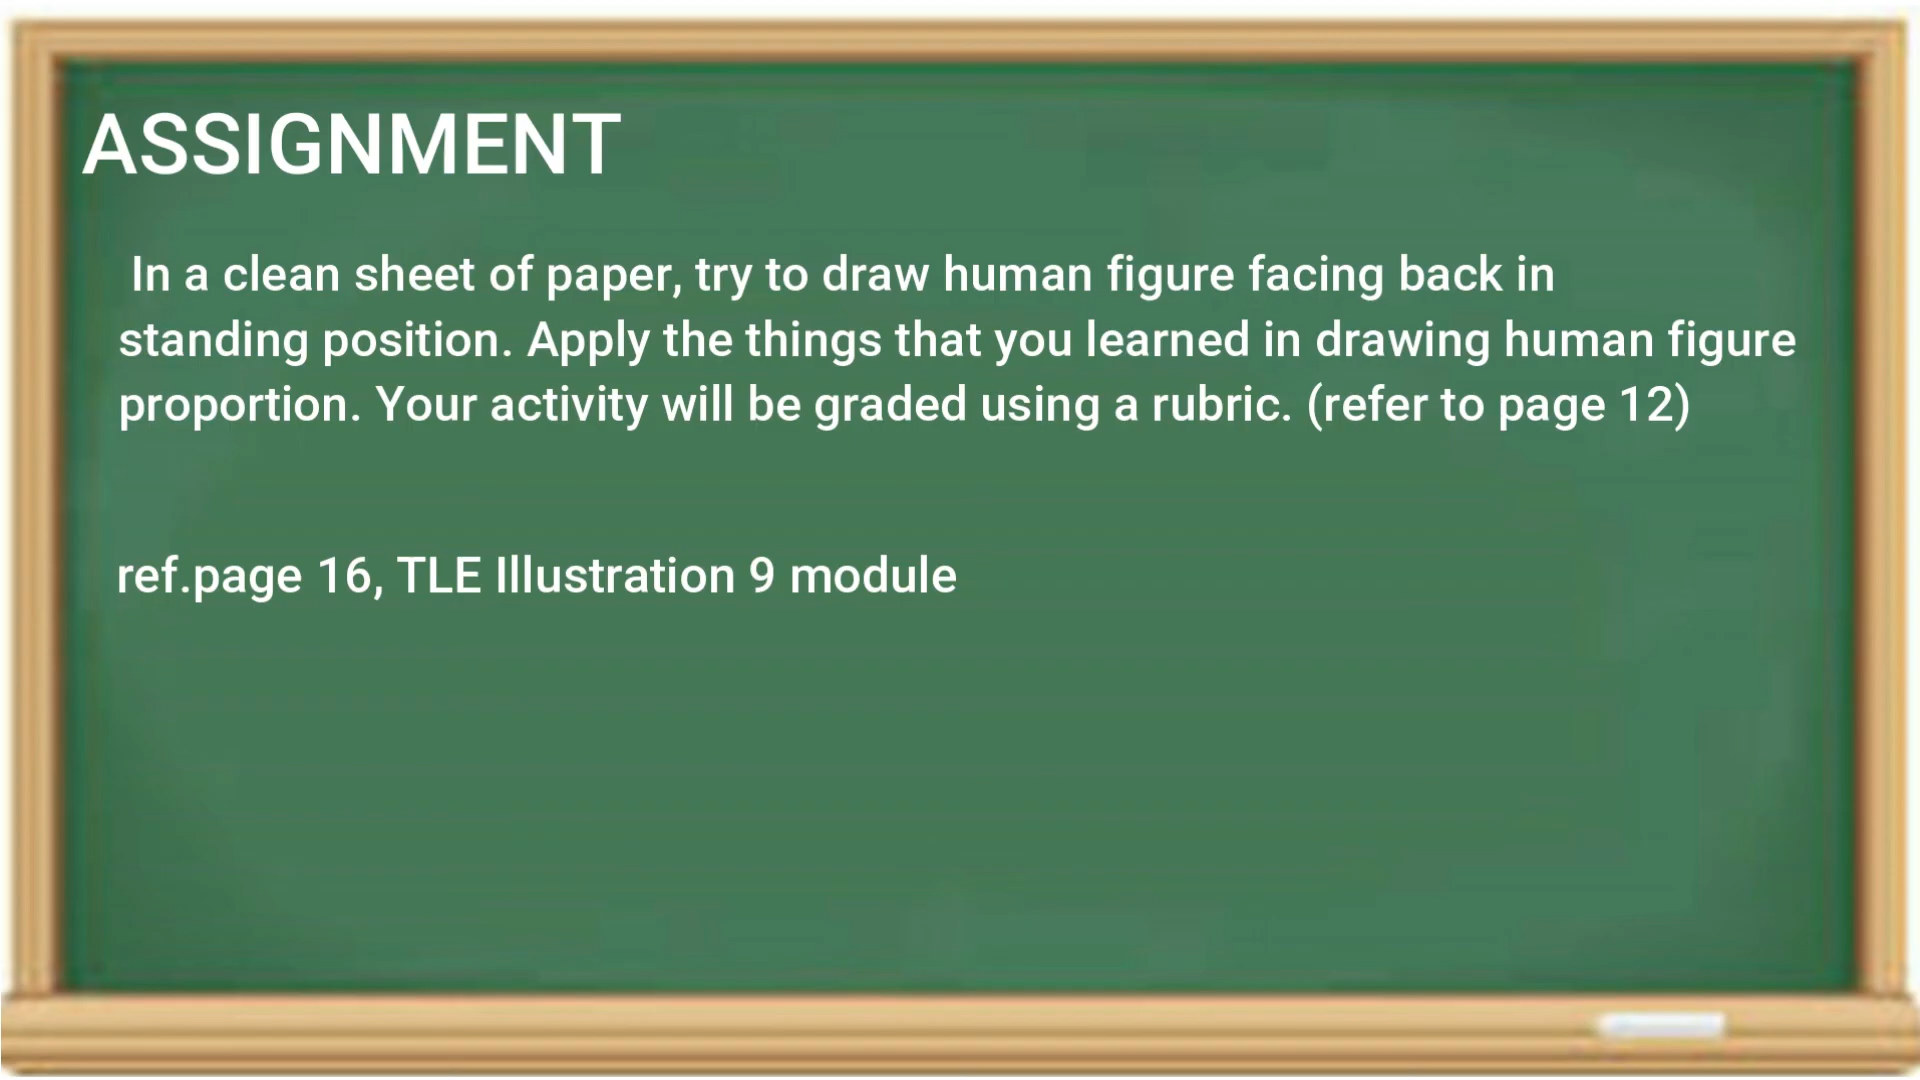 ASSIGNMENT
In a clean sheet of paper, try to draw human figure facing back in
standing position. Apply the things that you learned in drawing human figure
proportion. Your activity will be graded using a rubric. (refer to page 12)
ref.page 16, TLE Illustration 9 module